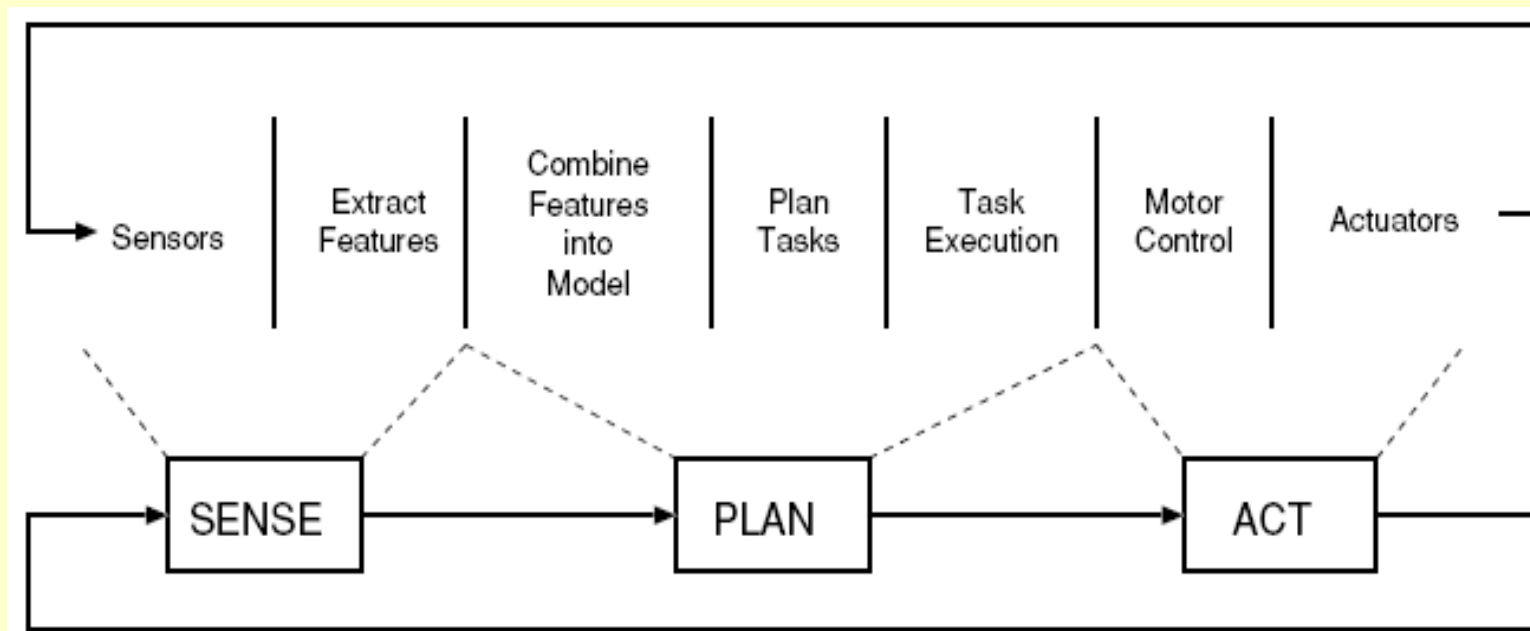 Sensors
Extract
Features
Combine
Features
into
Model
Plan
Tasks
Task
Execution
Motor
Control
Actuators
SENSE
PLAN
ACT